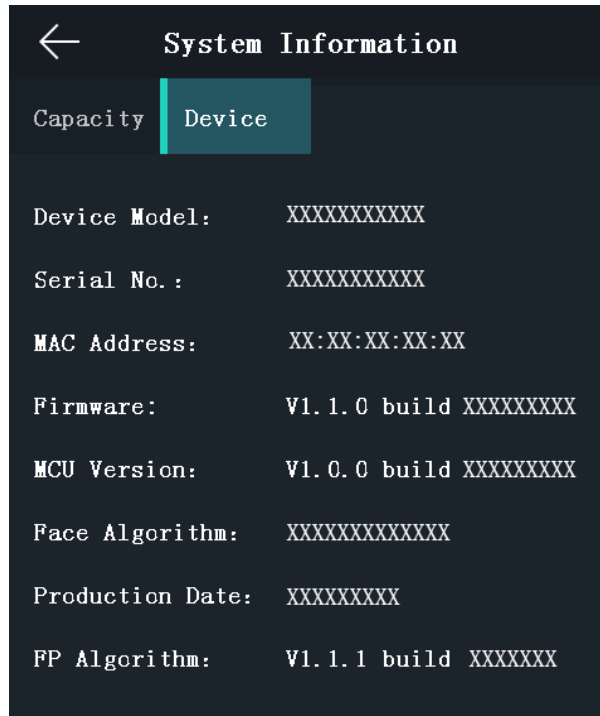 System Information
Capacity Device
Device Model: XXXXXXXXXXX
Serial No.: XXXXXXXXXXX
MAC Address: XX:XX:XX:XX:XX
Firmware: V1.1.0 build XXXXXXXXX
MCU Version: V1.0.0 build XXXXXXXXX
Face Algorithm: XXXXXXXXXXXXX
Production Date: XXXXXXXXX
FP Algorithm: V1.1.1 build XXXXXXX